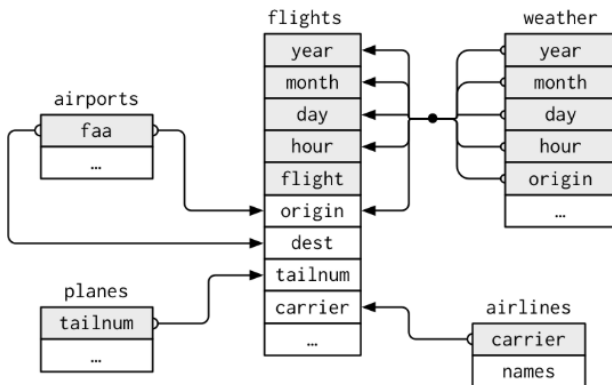 flights
year
month
day
hour
flight
origin
dest
tailnum
carrier
…
weather
year
month
day
hour
origin
…
airports
faa
…
planes
tailnum
…
airlines
carrier
names